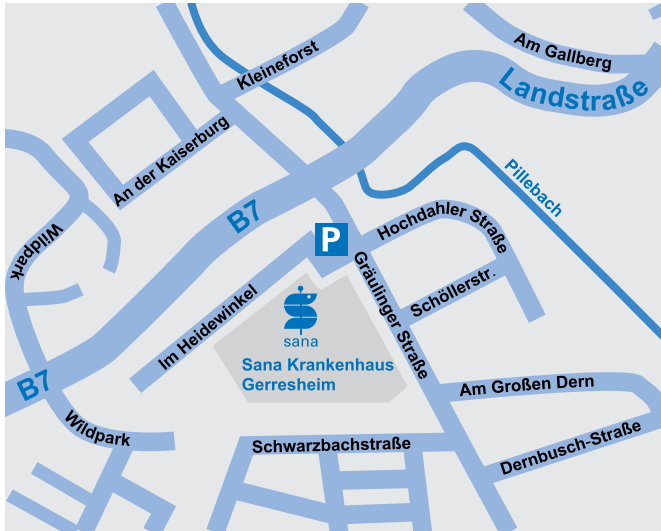 Am Gallberg
Kleineforst
Landstraße
An der Kaiserburg
Pillebach
B7
Wildpark
P
Hochdahler Straße
Gräulinger Straße
Schöllerstr.
Im Heidewinkel
sana
Sana Krankenhaus
Gerresheim
B7
Am Großen Dern
Wildpark
Schwarzbachstraße
Dernbusch-Straße